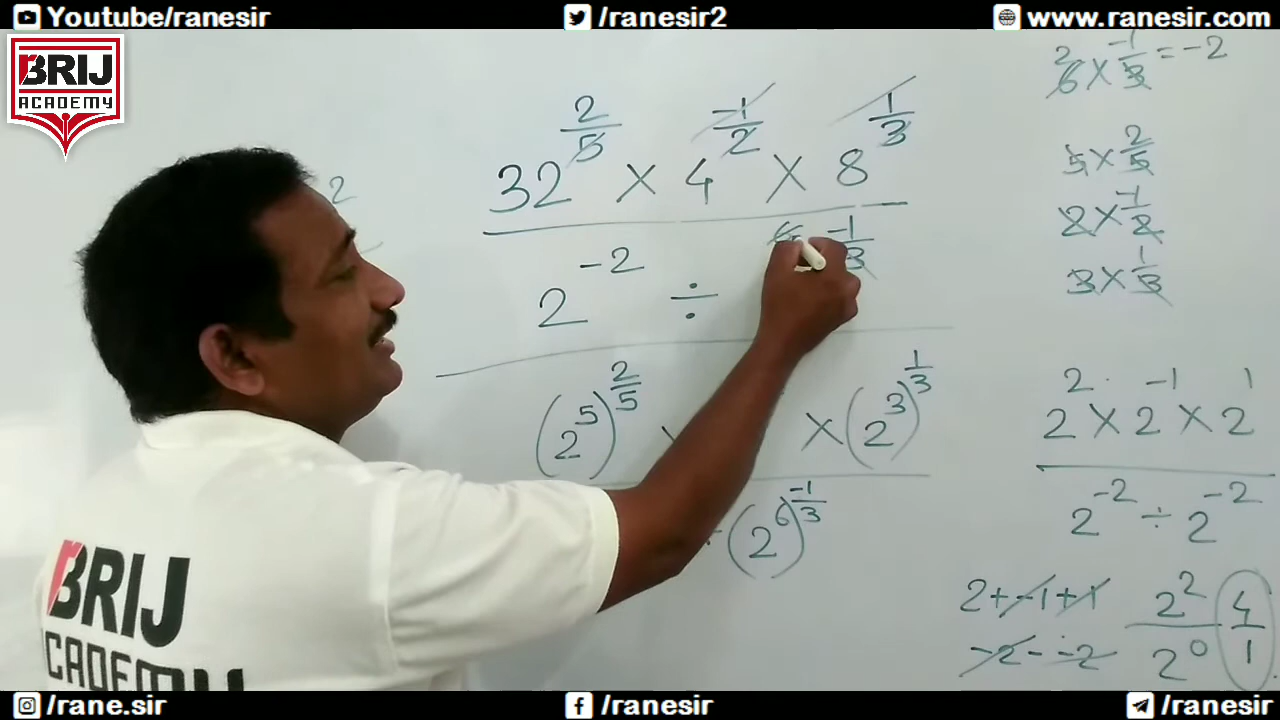 Youtube/ranesir
/ranesir2
www.ranesir.com
BRIJ
ACADEMY
32^(2/5) × 4^(-1/2) × 8^(1/3)
2^(-2) ÷ ^(-1/3)
(2^5)^(2/5) × × (2^3)^(1/3)
÷ (2^6)^(-1/3)
2
2
6 × -1/3 = -2
5 × 2/5
2 × -1/2
3 × 1/3
2^2 × 2^(-1) × 2^1
2^(-2) ÷ 2^(-2)
2 + -1 + 1
-2 - -2
2^2/2^0
4/1
BRIJ
/rane.sir
/ranesir
/ranesir